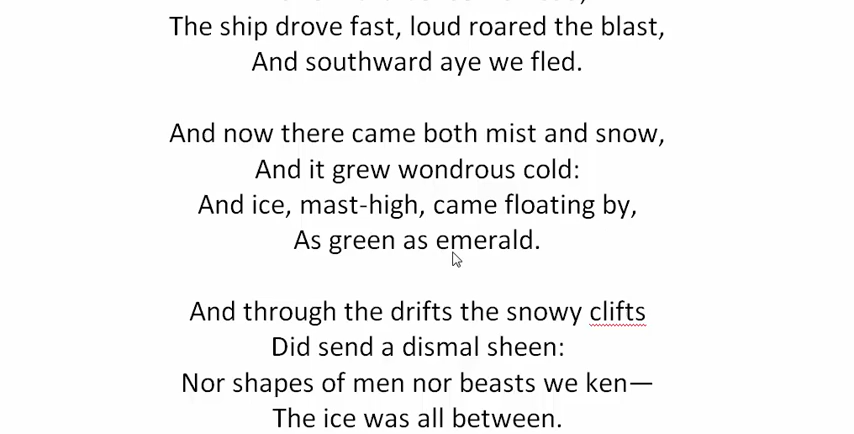 The ship drove fast, loud roared the blast,
And southward aye we fled.
And now there came both mist and snow,
And it grew wondrous cold:
And ice, mast-high, came floating by,
As green as emerald.
And through the drifts the snowy clifts
Did send a dismal sheen:
Nor shapes of men nor beasts we ken—
The ice was all between.